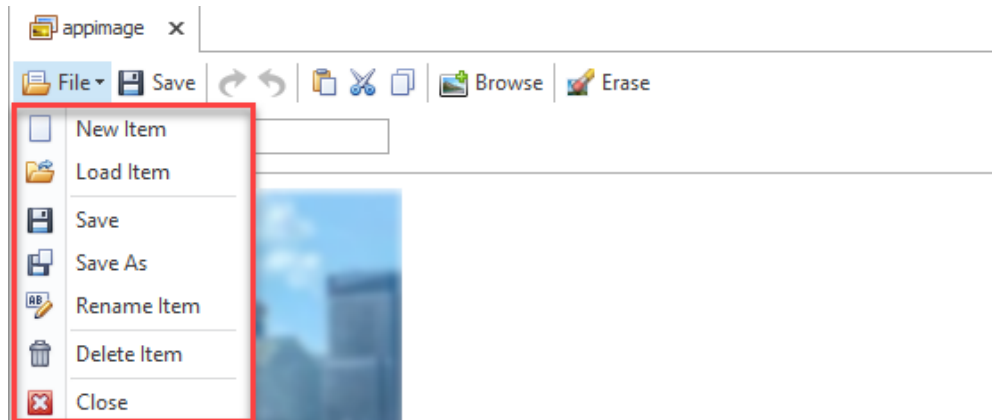 appimage
File Save Browse Erase
New Item
Load Item
Save
Save As
Rename Item
Delete Item
Close